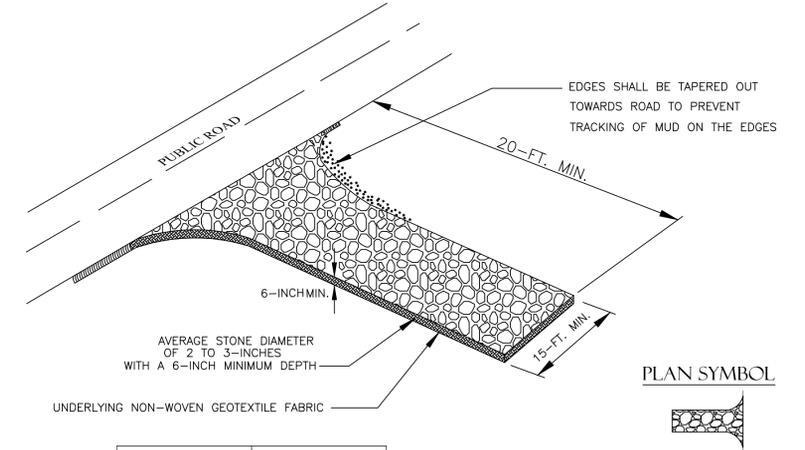 EDGES SHALL BE TAPERED OUT
TOWARDS ROAD TO PREVENT
TRACKING OF MUD ON THE EDGES
PUBLIC ROAD
20-FT. MIN.
6-INCH MIN.
15-FT. MIN.
AVERAGE STONE DIAMETER
OF 2 TO 3-INCHES
WITH A 6-INCH MINIMUM DEPTH
UNDERLYING NON-WOVEN GEOTEXTILE FABRIC
PLAN SYMBOL